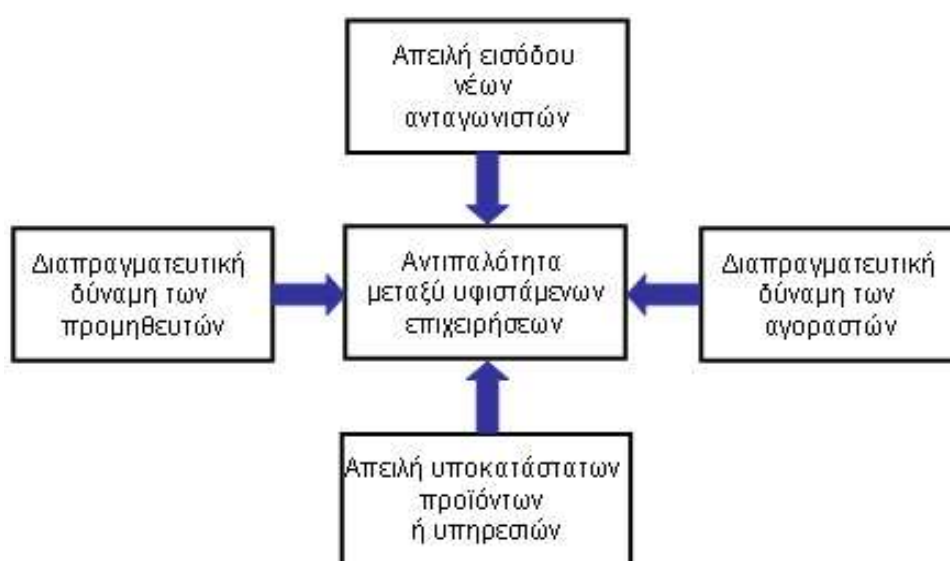 Απειλή εισόδου
νέων
ανταγωνιστών
Διαπραγματευτική
δύναμη των
προμηθευτών
Αντιπαλότητα
μεταξύ υφιστάμενων
επιχειρήσεων
Διαπραγματευτική
δύναμη των
αγοραστών
Απειλή υποκατάστατων
προϊόντων
ή υπηρεσιών